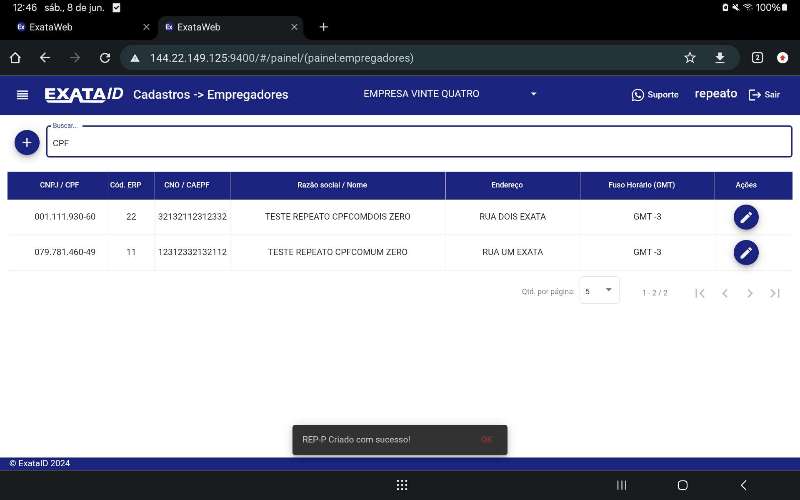 12:46 sáb., 8 de jun.
100%
Ex ExataWeb
Ex ExataWeb
144.22.149.125:9400/#/painel/(painel:empregadores)
2
EXATAID Cadastros -> Empregadores
EMPRESA VINTE QUATRO
Suporte
repeato
Sair
Buscar...
CPF
CNPJ / CPF Cód. ERP CNO / CAEPF Razão social / Nome Endereço Fuso Horário (GMT) Ações
001.111.930-60 22 32132112312332 TESTE REPEATO CPFCOMDOIS ZERO RUA DOIS EXATA GMT -3
079.781.460-49 11 12312332132112 TESTE REPEATO CPFCOMUM ZERO RUA UM EXATA GMT -3
Qtd. por página: 5 1 - 2 / 2
REP-P Criado com sucesso! OK
© ExataID 2024